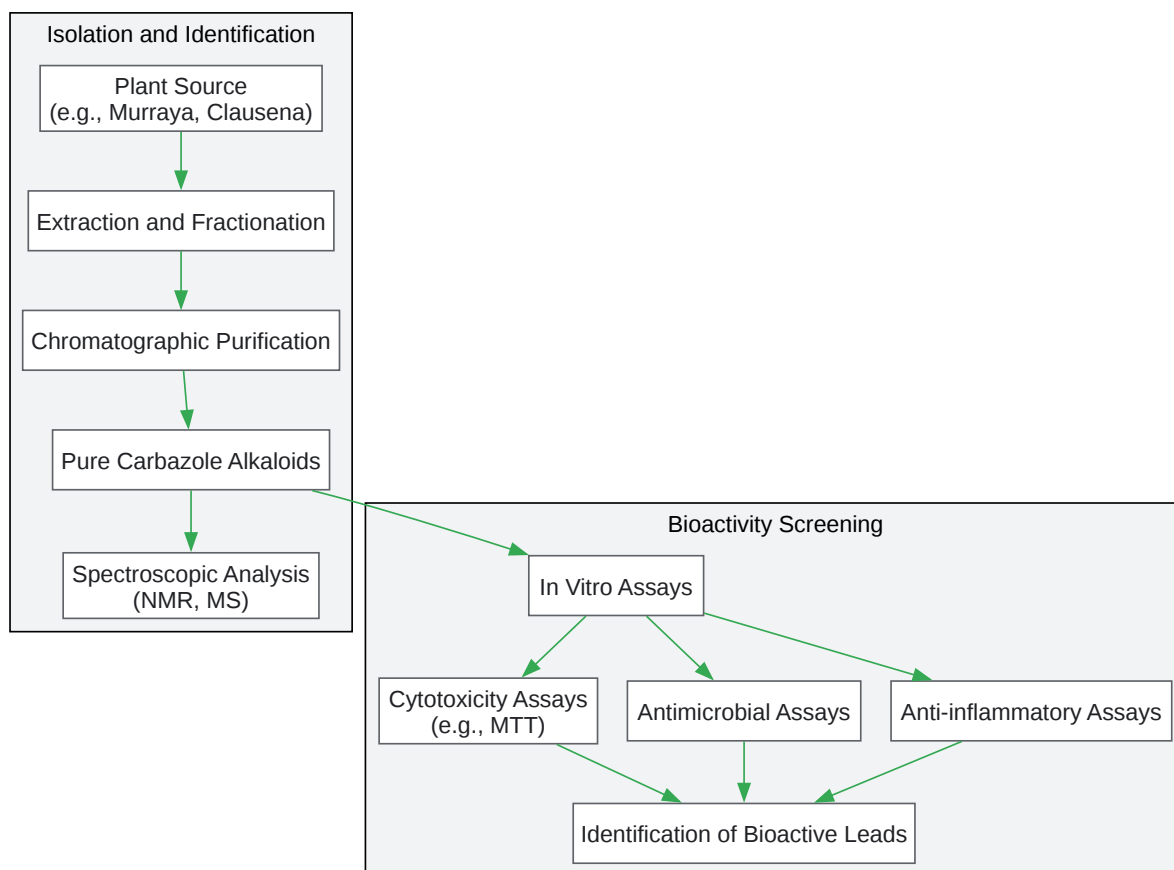 Isolation and Identification
Plant Source
(e.g., Murraya, Clausena)
Extraction and Fractionation
Chromatographic Purification
Pure Carbazole Alkaloids
Spectroscopic Analysis
(NMR, MS)
Bioactivity Screening
In Vitro Assays
Cytotoxicity Assays
(e.g., MTT)
Antimicrobial Assays
Anti-inflammatory Assays
Identification of Bioactive Leads